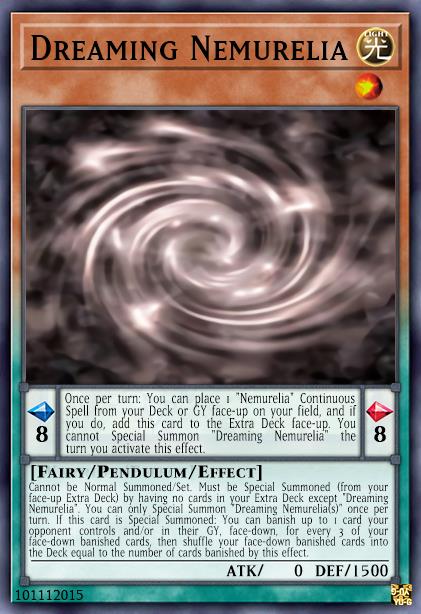 DREAMING NEMURELIA
LIGHT
光
Once per turn: You can place 1 "Nemurelia" Continuous
Spell from your Deck or GY face-up on your field, and if
you do, add this card to the Extra Deck face-up. You
cannot Special Summon "Dreaming Nemurelia" the
turn you activate this effect.
8
8
[FAIRY/PENDULUM/EFFECT]
Cannot be Normal Summoned/Set. Must be Special Summoned (from your
face-up Extra Deck) by having no cards in your Extra Deck except "Dreaming
Nemurelia". You can only Special Summon "Dreaming Nemurelia(s)" once per
turn. If this card is Special Summoned: You can banish up to 1 card your
opponent controls and/or in their GY, face-down, for every 3 of your
face-down banished cards, then shuffle your face-down banished cards into
the Deck equal to the number of cards banished by this effect.
ATK/ 0 DEF/1500
101112015